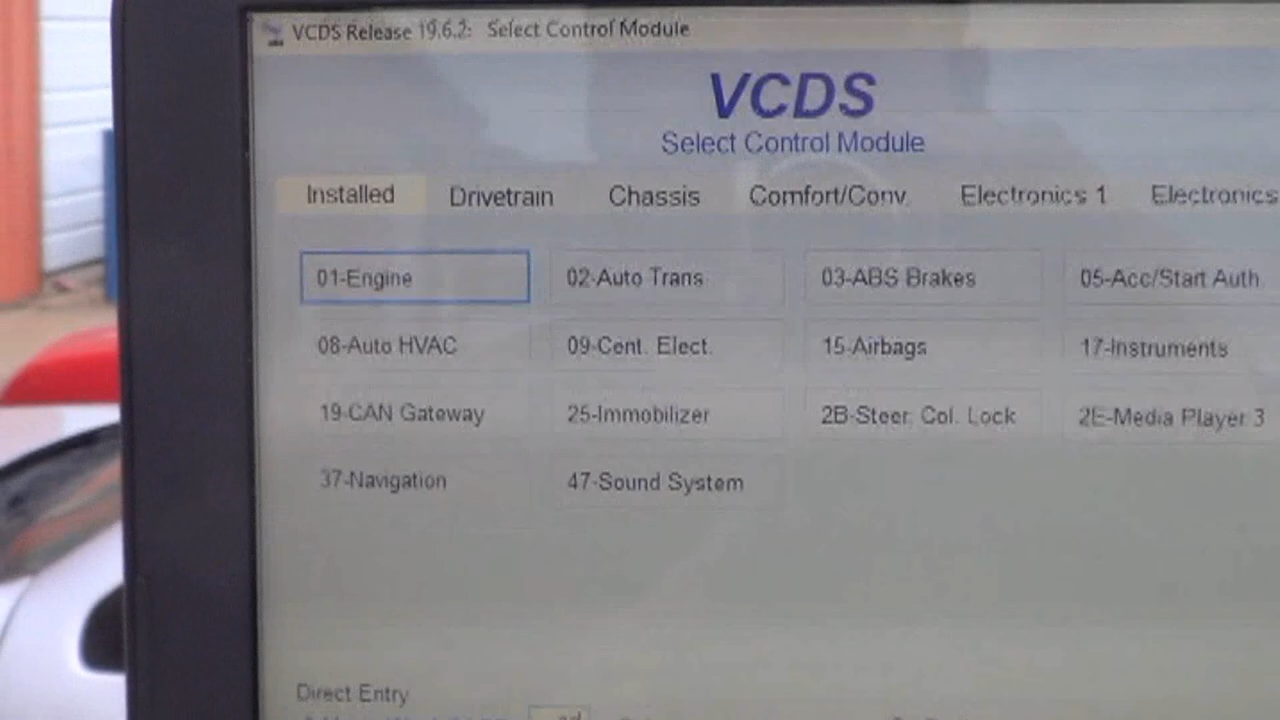 VCDS Release 19.6.2: Select Control Module
VCDS
Select Control Module
Installed Drivetrain Chassis Comfort/Conv. Electronics 1 Electronics
01-Engine 02-Auto Trans 03-ABS Brakes 05-Acc/Start Auth.
08-Auto HVAC 09-Cent. Elect. 15-Airbags 17-Instruments
19-CAN Gateway 25-Immobilizer 2B-Steer. Col. Lock 2E-Media Player 3
37-Navigation 47-Sound System
Direct Entry